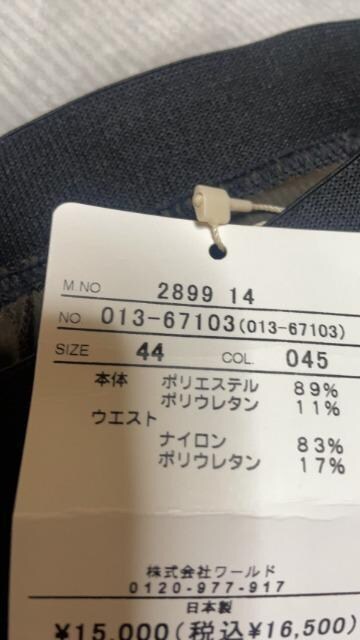 M.NO 2899 14
NO 013-67103(013-67103)
SIZE 44 COL. 045
本体 ポリエステル 89%
ポリウレタン 11%
ウエスト
ナイロン 83%
ポリウレタン 17%
株式会社ワールド
0120-977-917
日本製
¥15,000(税込¥16,500)